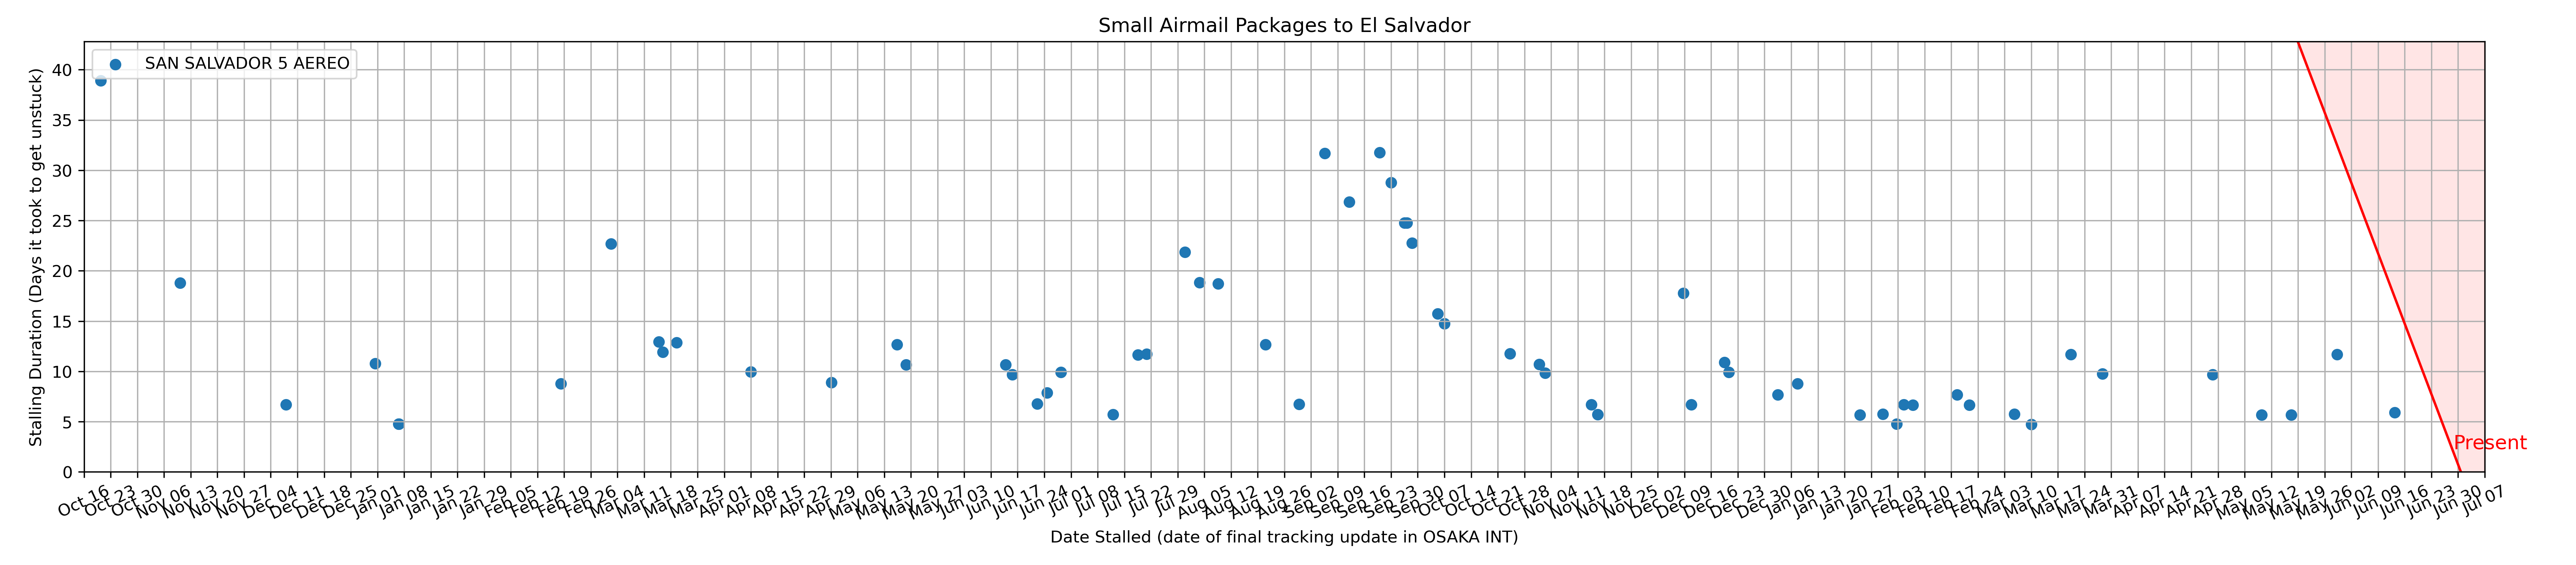 Small Airmail Packages to El Salvador
SAN SALVADOR 5 AEREO
Stalling Duration (Days it took to get unstuck)
40
35
30
25
20
15
10
5
0
Present
Oct 16
Oct 23
Oct 30
Nov 06
Nov 13
Nov 20
Nov 27
Dec 04
Dec 11
Dec 18
Dec 25
Jan 01
Jan 08
Jan 15
Jan 22
Jan 29
Feb 05
Feb 12
Feb 19
Feb 26
Mar 04
Mar 11
Mar 18
Mar 25
Apr 01
Apr 08
Apr 15
Apr 22
Apr 29
May 06
May 13
May 20
May 27
Jun 03
Jun 10
Jun 17
Jun 24
Jul 01
Jul 08
Jul 15
Jul 22
Jul 29
Aug 05
Aug 12
Aug 19
Aug 26
Sep 02
Sep 09
Sep 16
Sep 23
Sep 30
Oct 07
Oct 14
Oct 21
Oct 28
Nov 04
Nov 11
Nov 18
Nov 25
Dec 02
Dec 09
Dec 16
Dec 23
Dec 30
Jan 06
Jan 13
Jan 20
Jan 27
Feb 03
Feb 10
Feb 17
Feb 24
Mar 03
Mar 10
Mar 17
Mar 24
Mar 31
Apr 07
Apr 14
Apr 21
Apr 28
May 05
May 12
May 19
May 26
Jun 02
Jun 09
Jun 16
Jun 23
Jun 30
Jul 07
Date Stalled (date of final tracking update in OSAKA INT)